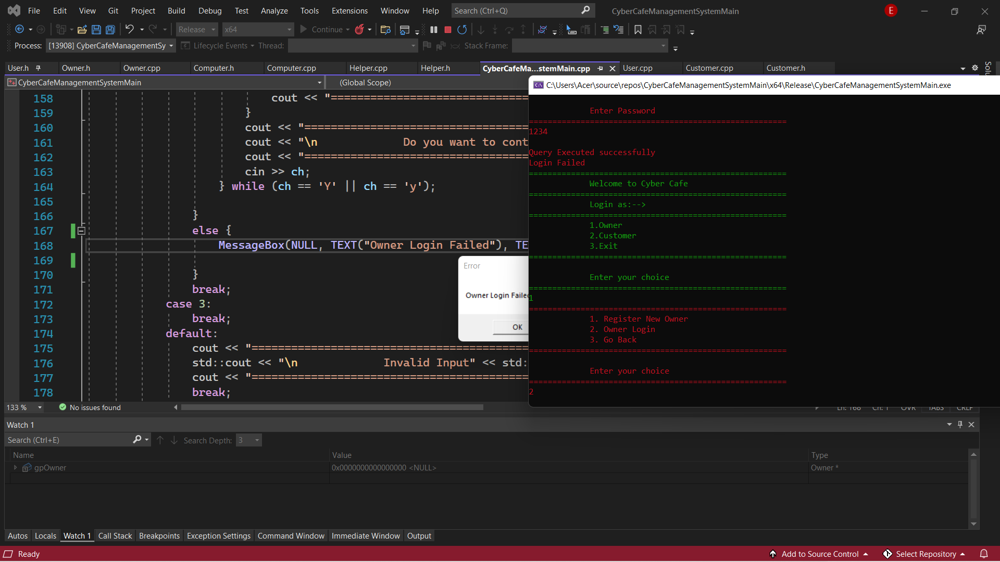 File Edit View Git Project Build Debug Test Analyze Tools Extensions Window Help Search (Ctrl+Q) CyberCafeManagementSystemMain E
Release x64 Continue
Process: [13908] CyberCafeManagementSy Lifecycle Events Thread: Stack Frame:
User.h Owner.h Owner.cpp Computer.h Computer.cpp Helper.cpp Helper.h CyberCafeMa...stemMain.cpp User.cpp Customer.cpp Customer.h
CyberCafeManagementSystemMain (Global Scope)
158 cout << "==============================
159 }
160 cout << "==================================
161 cout << "\n             Do you want to cont
162 cout << "==================================
163 cin >> ch;
164 } while (ch == 'Y' || ch == 'y');
165
166 }
167 else {
168 MessageBox(NULL, TEXT("Owner Login Failed"), TE
169
170 }
171 break;
172 case 3:
173 break;
174 default:
175 cout << "==========================================
176 std::cout << "\n             Invalid Input" << std:
177 cout << "==========================================
178 break;
133 % No issues found Ln: 168 Ch: 1 OVR TABS CRLF
C:\Users\Acer\source\repos\CyberCafeManagementSystemMain\x64\Release\CyberCafeManagementSystemMain.exe
Enter Password
=======================================================
1234
Query Executed successfully
Login Failed
=======================================================
Welcome to Cyber Cafe
=======================================================
Login as:-->
=======================================================
1.Owner
2.Customer
3.Exit
=======================================================
Enter your choice
=======================================================
1
=======================================================
1. Register New Owner
2. Owner Login
3. Go Back
=======================================================
Enter your choice
=======================================================
2
Error
Owner Login Failed
OK
Watch 1
Search (Ctrl+E) Search Depth: 3
Name Value Type
gpOwner 0x0000000000000000 <NULL> Owner *
Autos Locals Watch 1 Call Stack Breakpoints Exception Settings Command Window Immediate Window Output
Ready Add to Source Control Select Repository